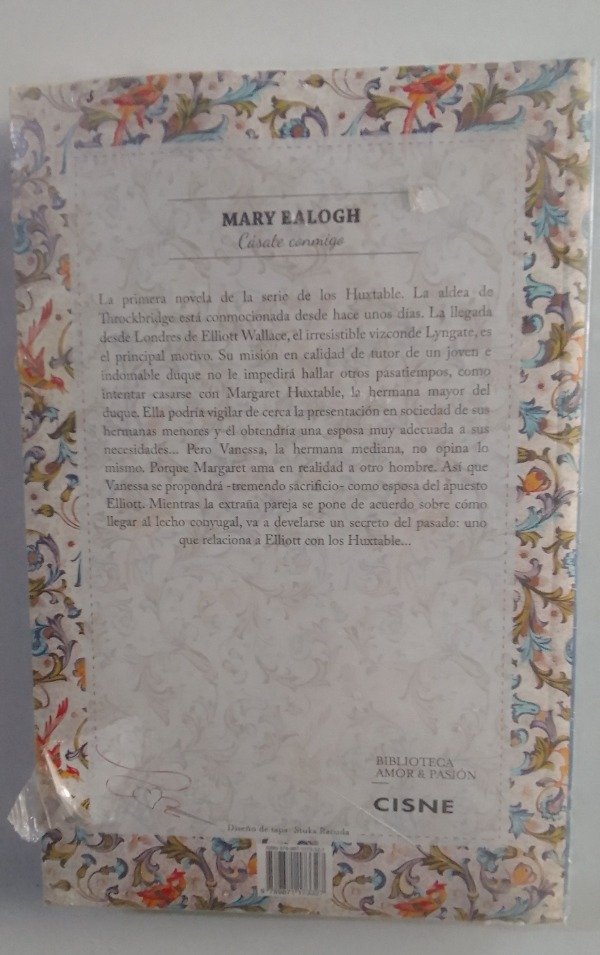 MARY BALOGH
Cásate conmigo
La primera novela de la serie de los Huxtable. La aldea de
Throckbridge está conmocionada desde hace unos días. La llegada
desde Londres de Elliott Wallace, el irresistible vizconde Lyngate, es
el principal motivo. Su misión en calidad de tutor de un joven e
indomable duque no le impedirá hallar otros pasatiempos, como
intentar casarse con Margaret Huxtable, la hermana mayor del
duque. Ella podría vigilar de cerca la presentación en sociedad de sus
hermanas menores y él obtendría una esposa muy adecuada a sus
necesidades... Pero Vanessa, la hermana mediana, no opina lo
mismo. Porque Margaret ama en realidad a otro hombre. Así que
Vanessa se propondrá -tremendo sacrificio- como esposa del apuesto
Elliott. Mientras la extraña pareja se pone de acuerdo sobre cómo
llegar al lecho conyugal, va a develarse un secreto del pasado: uno
que relaciona a Elliott con los Huxtable...
BIBLIOTECA
AMOR & PASIÓN
CISNE
Diseño de tapa: Stuka